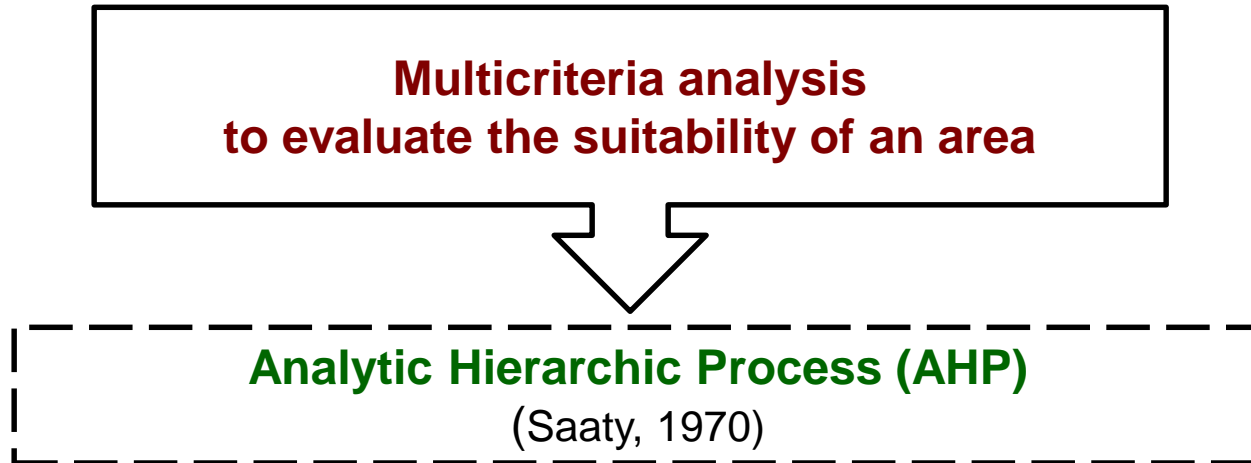 Multicriteria analysis
to evaluate the suitability of an area
Analytic Hierarchic Process (AHP)
(Saaty, 1970)